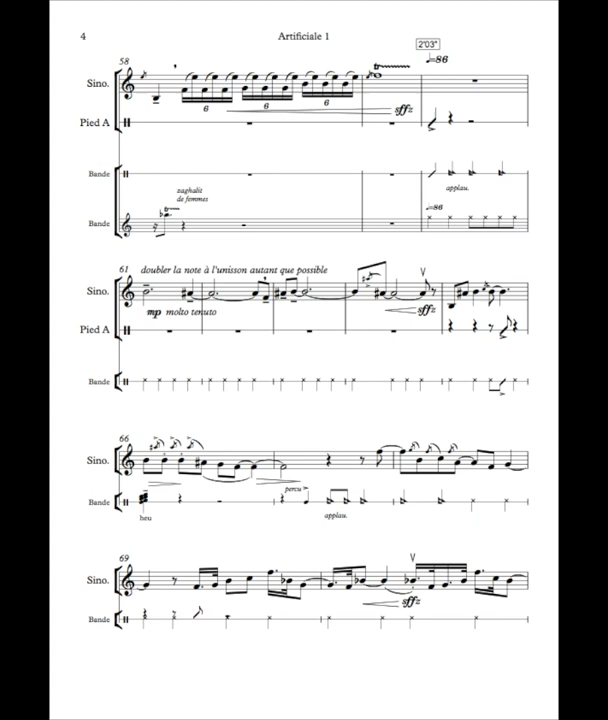 4
Artificiale 1
2'03"
=86
58
Sino.
6
6
6
sffz
Pied A
Bande
applau.
zaghalit
de femmes
=86
Bande
61
doubler la note à l'unisson autant que possible
Sino.
mp molto tenuto
sffz
Pied A
Bande
66
Sino.
percu
Bande
heu
applau.
69
Sino.
sffz
Bande